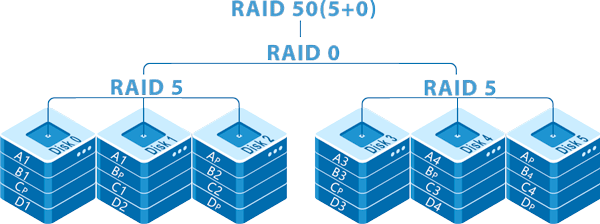 RAID 50(5+0)
RAID 0
RAID 5
RAID 5
Disk 0
A1
B1
CP
D1
Disk 1
A1
BP
C1
D2
Disk 2
AP
B2
C2
DP
Disk 3
A3
B3
CP
D3
Disk 4
A4
BP
C3
D4
Disk 5
AP
B4
C4
DP